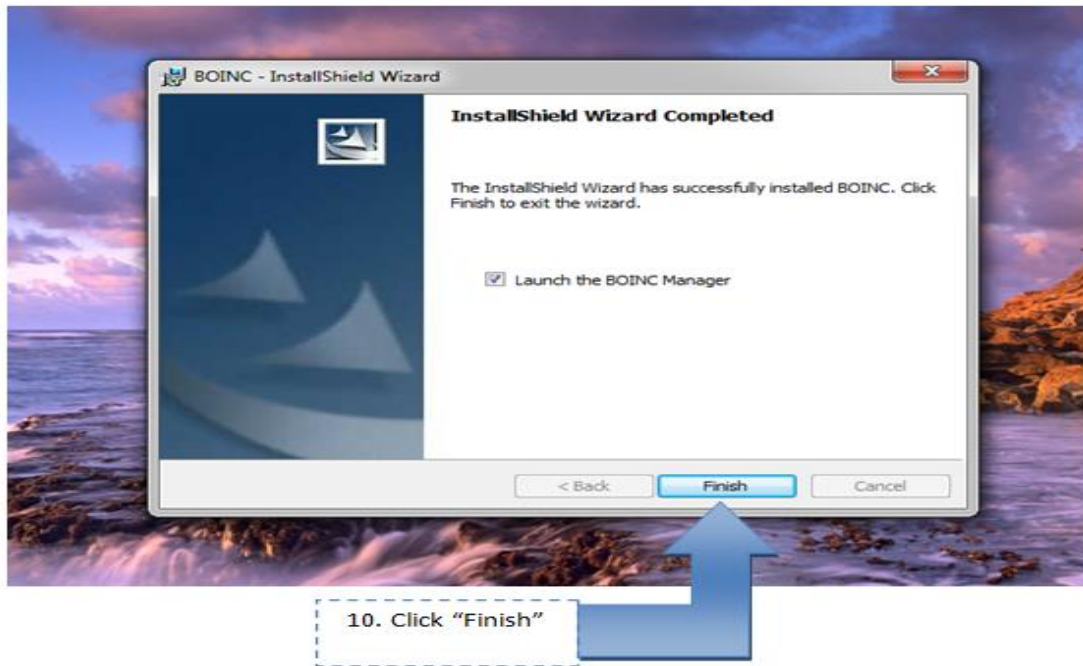 BOINC - InstallShield Wizard
InstallShield Wizard Completed
The InstallShield Wizard has successfully installed BOINC. Click
Finish to exit the wizard.
Launch the BOINC Manager
< Back
Finish
Cancel
10. Click “Finish”